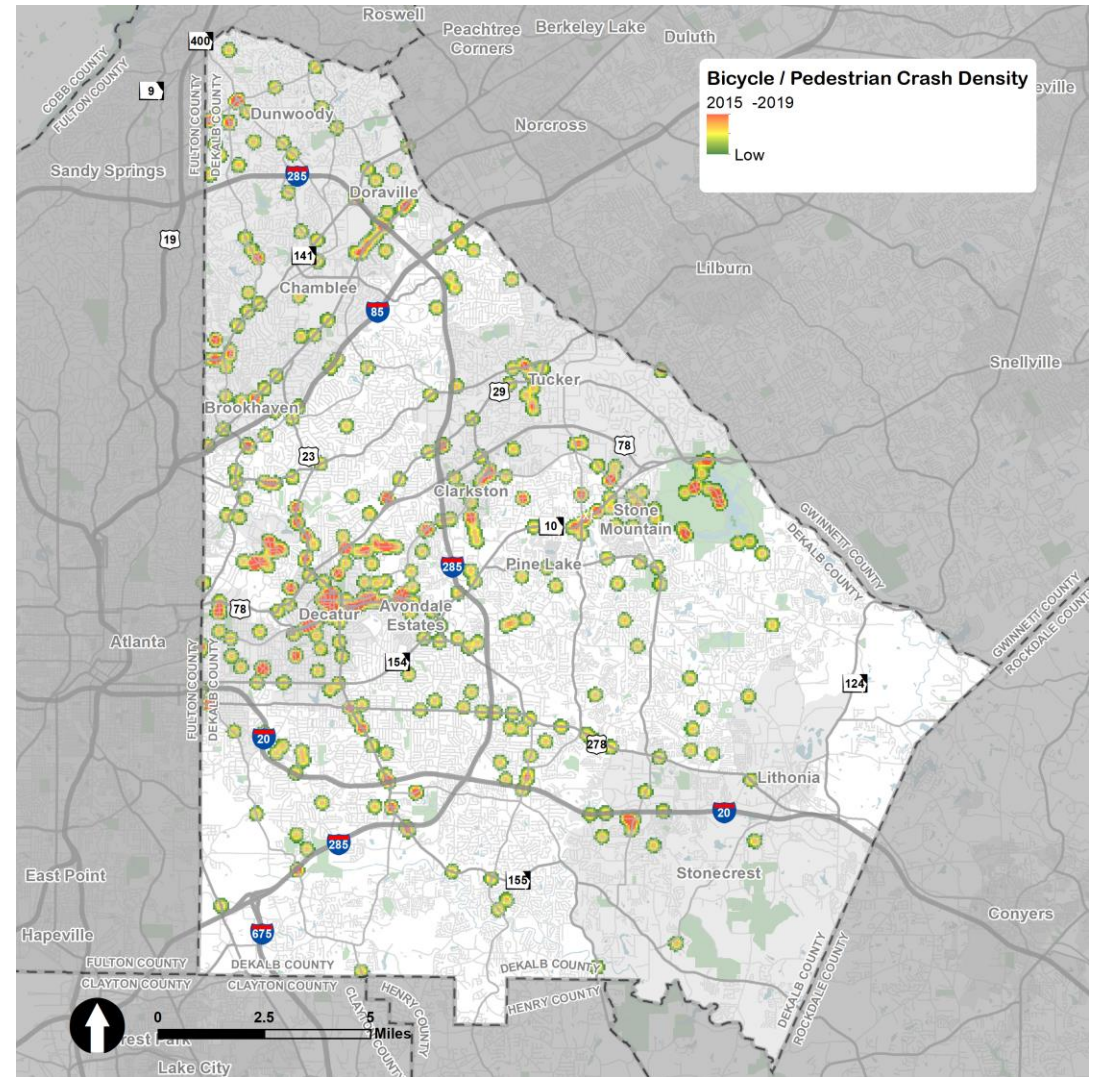 Roswell
Peachtree
Corners
Berkeley Lake
Duluth
400
COBB COUNTY
FULTON COUNTY
9
Bicycle / Pedestrian Crash Density
2015 -2019
Low
Dunwoody
Norcross
FULTON COUNTY
DEKALB COUNTY
Sandy Springs
285
Doraville
19
141
Lilburn
Chamblee
85
Snellville
Tucker
29
Brookhaven
23
78
Clarkston
Stone
Mountain
10
GWINNETT COUNTY
DEKALB COUNTY
285
Pine Lake
78
Decatur
Avondale
Estates
Atlanta
154
GWINNETT COUNTY
ROCKDALE COUNTY
124
FULTON COUNTY
DEKALB COUNTY
20
278
Lithonia
20
285
East Point
155
Stonecrest
Conyers
Hapeville
675
FULTON COUNTY
CLAYTON COUNTY
DEKALB COUNTY
CLAYTON COUNTY
DEKALB COUNTY
HENRY COUNTY
CLAYTON COUNTY
HENRY COUNTY
DEKALB COUNTY
ROCKDALE COUNTY
0 2.5 5
Miles
rest Park
Lake City